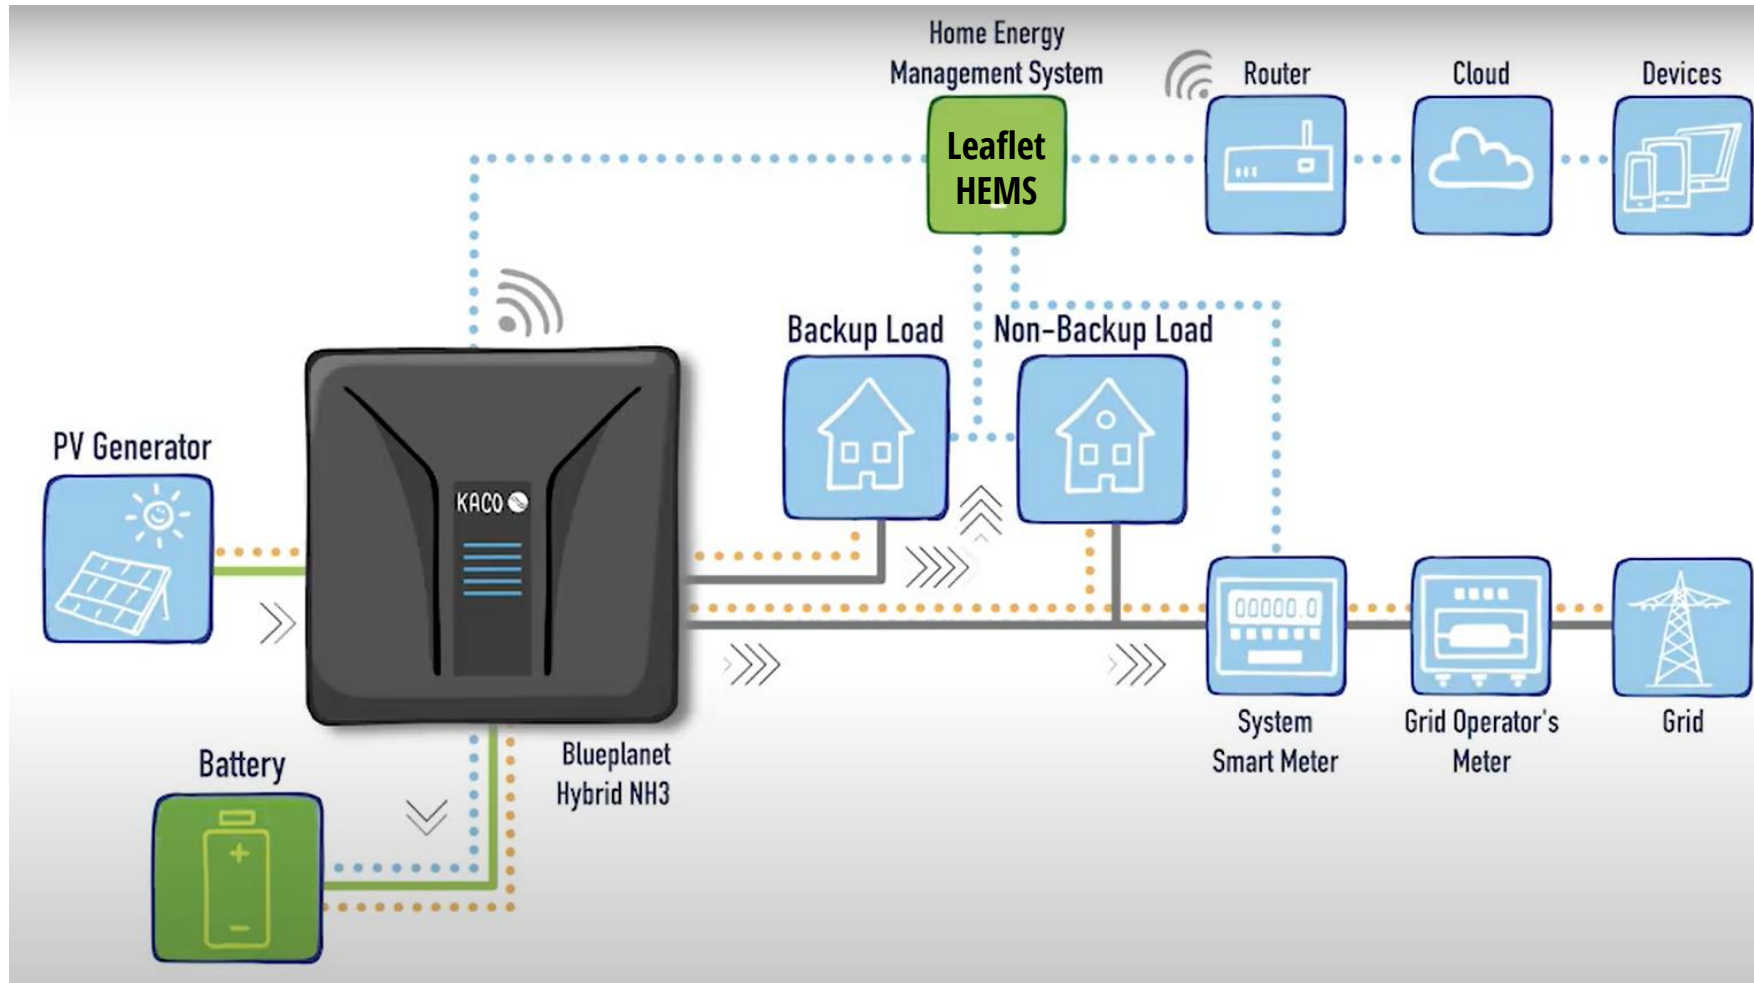 Home Energy
Management System
Router
Cloud
Devices
Leaflet
HEMS
Backup Load
Non-Backup Load
PV Generator
KACO
00000.0
System
Smart Meter
Grid Operator's
Meter
Grid
Blueplanet
Hybrid NH3
Battery
+
−